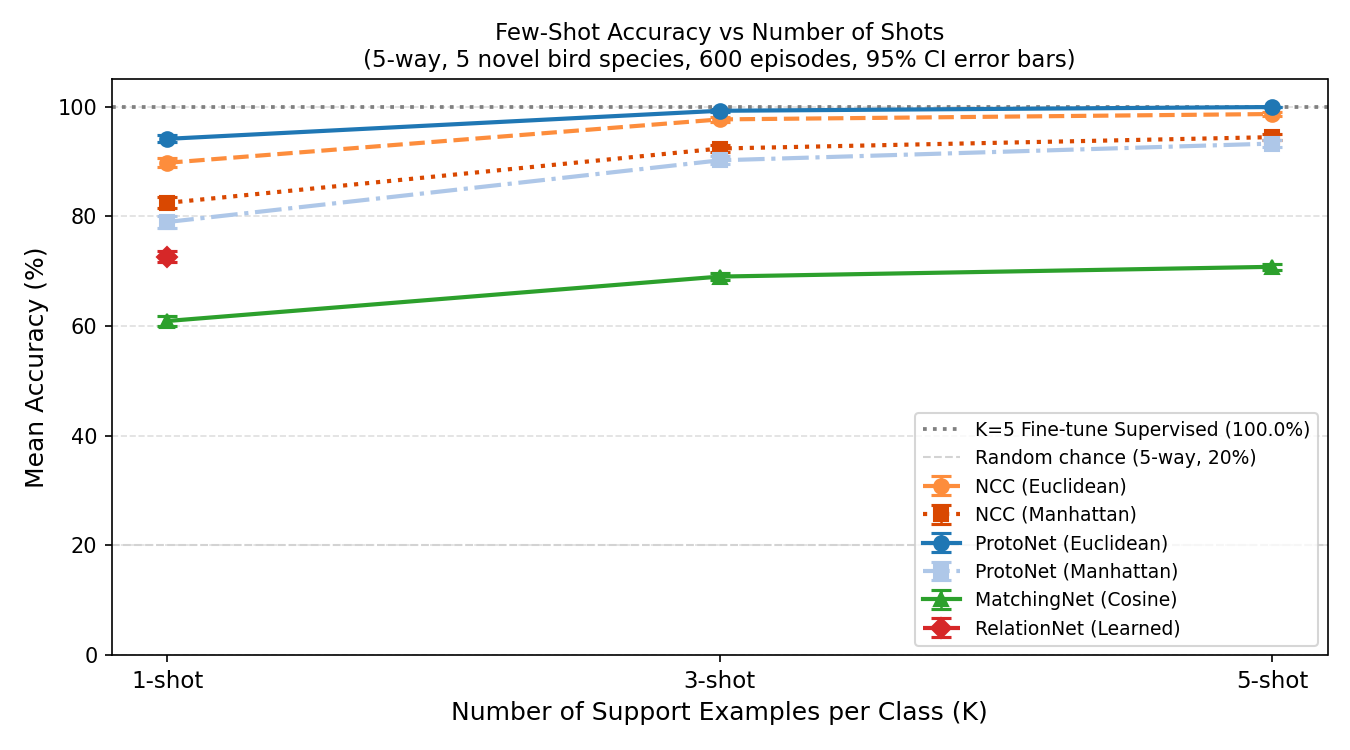 Few-Shot Accuracy vs Number of Shots
(5-way, 5 novel bird species, 600 episodes, 95% CI error bars)
Mean Accuracy (%)
100
80
60
40
20
0
1-shot
3-shot
5-shot
Number of Support Examples per Class (K)
K=5 Fine-tune Supervised (100.0%)
Random chance (5-way, 20%)
NCC (Euclidean)
NCC (Manhattan)
ProtoNet (Euclidean)
ProtoNet (Manhattan)
MatchingNet (Cosine)
RelationNet (Learned)